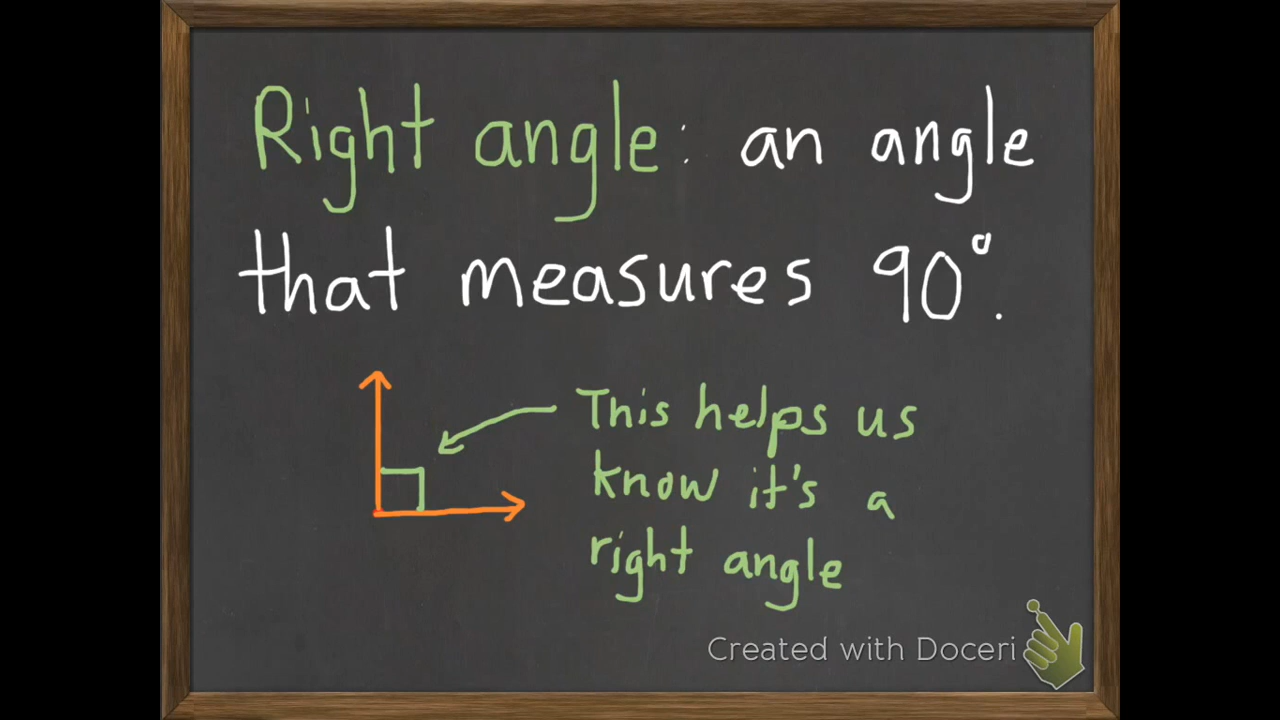 Right angle: an angle
that measures 90°.
This helps us
know it's a
right angle
Created with Doceri